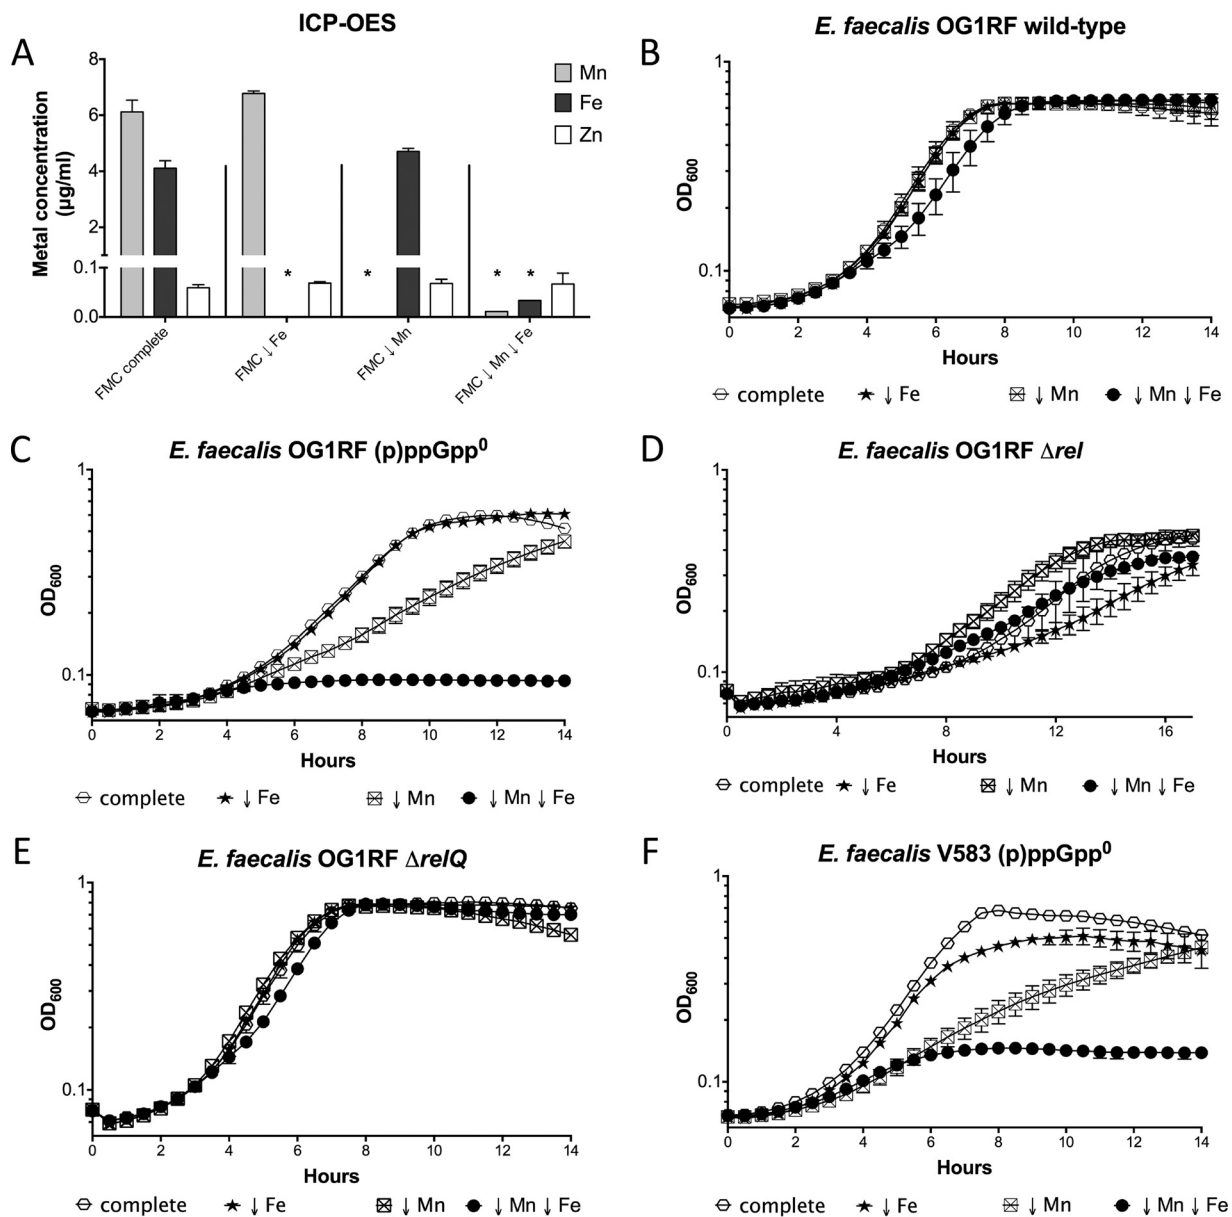 A
ICP-OES
Metal concentration
(µg/ml)
8
6
4
2
0.1
0.0
Mn
Fe
Zn
*
*
*
*
FMC complete
FMC ↓ Fe
FMC ↓ Mn
FMC ↓ Mn ↓ Fe
B
E. faecalis OG1RF wild-type
OD600
1
0.1
0 2 4 6 8 10 12 14
Hours
complete ↓ Fe ↓ Mn ↓ Mn ↓ Fe
C
E. faecalis OG1RF (p)ppGpp0
OD600
1
0.1
0 2 4 6 8 10 12 14
Hours
complete ↓ Fe ↓ Mn ↓ Mn ↓ Fe
D
E. faecalis OG1RF Δrel
OD600
1
0.1
0 4 8 12 16
Hours
complete ↓ Fe ↓ Mn ↓ Mn ↓ Fe
E
E. faecalis OG1RF ΔrelQ
OD600
1
0.1
0 2 4 6 8 10 12 14
Hours
complete ↓ Fe ↓ Mn ↓ Mn ↓ Fe
F
E. faecalis V583 (p)ppGpp0
OD600
1
0.1
0 2 4 6 8 10 12 14
Hours
complete ↓ Fe ↓ Mn ↓ Mn ↓ Fe